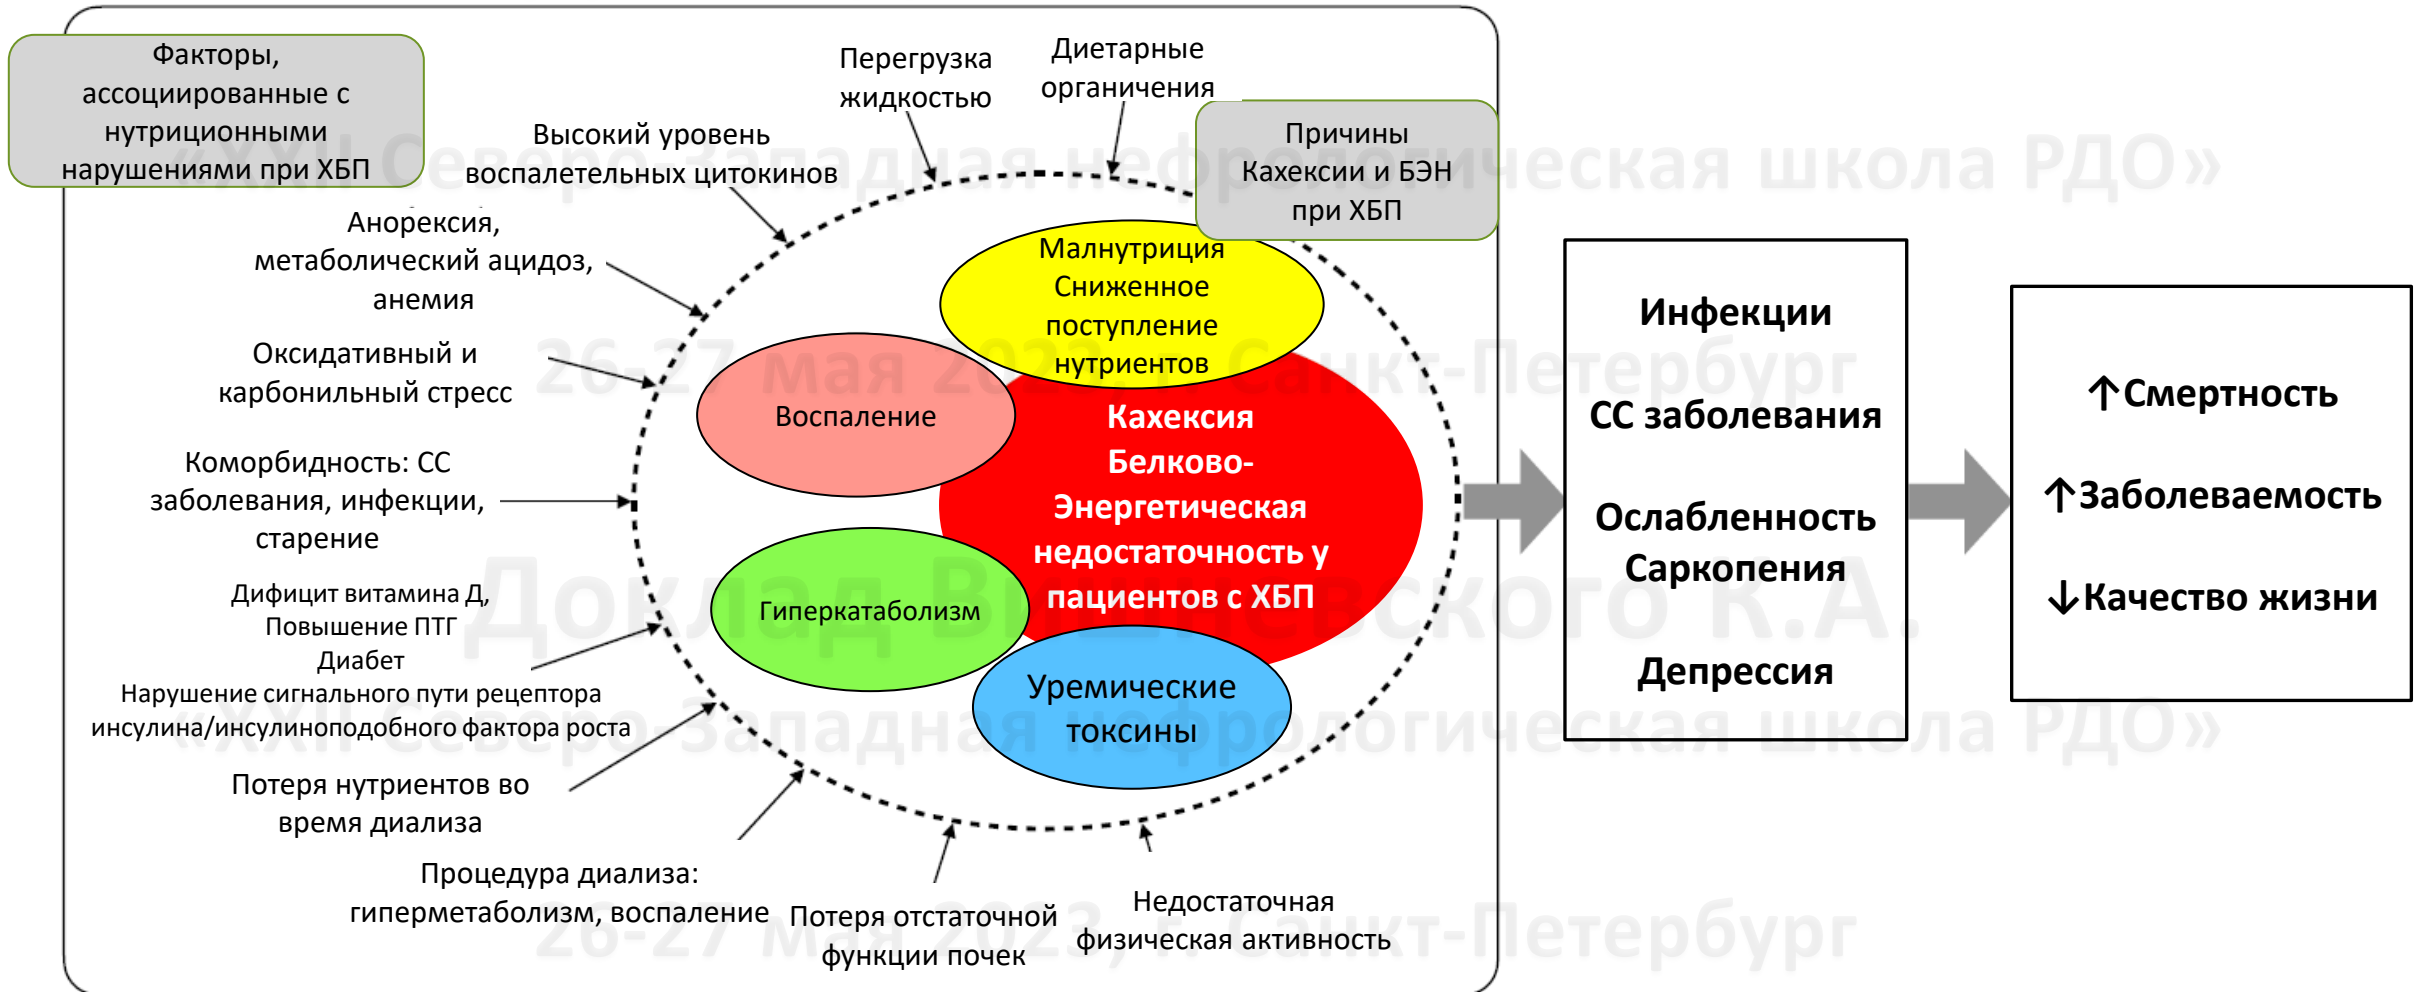 Факторы,
ассоциированные с
нутриционными
нарушениями при ХБП
Перегрузка
жидкостью
Диетарные
органичения
Причины
Кахексии и БЭН
при ХБП
Высокий уровень
воспалетельных цитокинов
Анорексия,
метаболический ацидоз,
анемия
Оксидативный и
карбонильный стресс
Коморбидность: СС
заболевания, инфекции,
старение
Дифицит витамина Д,
Повышение ПТГ
Диабет
Нарушение сигнального пути рецептора
инсулина/инсулиноподобного фактора роста
Потеря нутриентов во
время диализа
Процедура диализа:
гиперметаболизм, воспаление
Потеря отстаточной
функции почек
Недостаточная
физическая активность
Малнутриция
Сниженное
поступление
нутриентов
Воспаление
Гиперкатаболизм
Уремические
токсины
Кахексия
Белково-
Энергетическая
недостаточность у
пациентов с ХБП
Инфекции
СС заболевания
Ослабленность
Саркопения
Депрессия
↑Смертность
↑Заболеваемость
↓Качество жизни
«XXII Северо-Западная нефрологическая школа РДО»
26-27 мая 2023, г. Санкт-Петербург
Доклад Вишневского К.А.
«XXII Северо-Западная нефрологическая школа РДО»
26-27 мая 2023, г. Санкт-Петербург